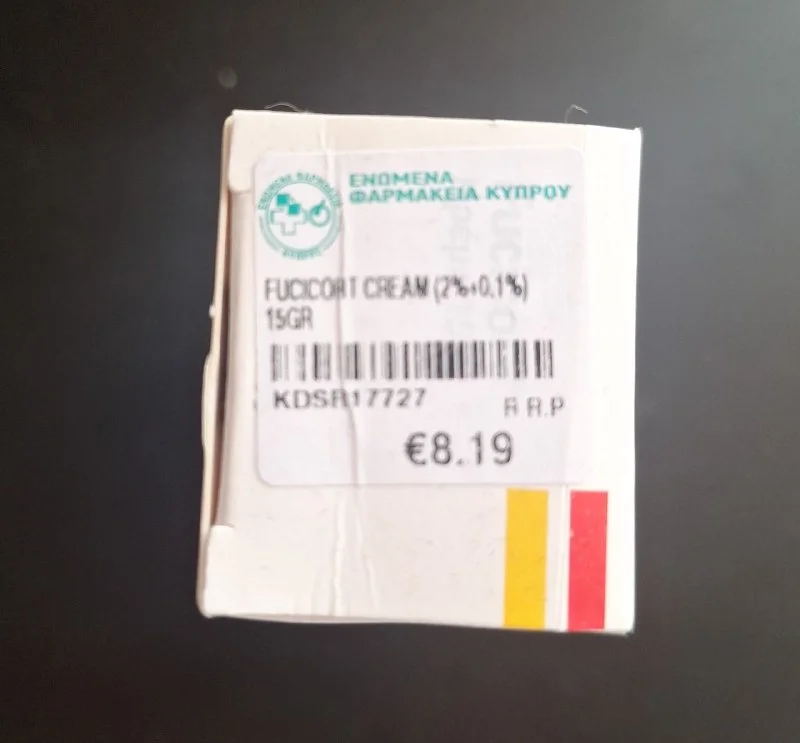 ΕΝΩΜΕΝΑ
ΦΑΡΜΑΚΕΙΑ ΚΥΠΡΟΥ
FUCICORT CREAM (2%+0,1%)
15GR
KDSR17727
R R.P
€8.19